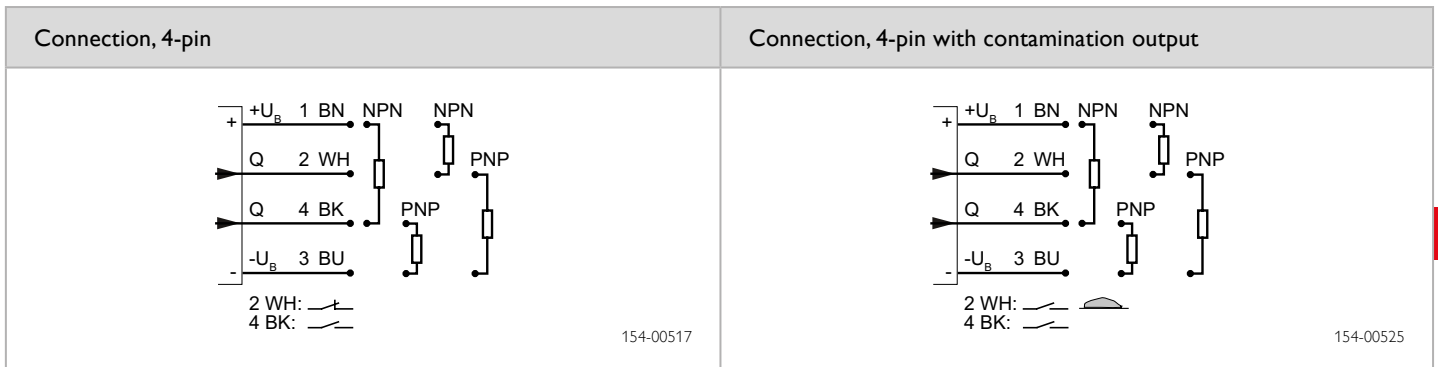 Connection, 4-pin
+U_B 1 BN NPN NPN
+
Q 2 WH PNP
Q 4 BK PNP
-U_B 3 BU
-
2 WH:
4 BK:
154-00517
Connection, 4-pin with contamination output
+U_B 1 BN NPN NPN
+
Q 2 WH PNP
Q 4 BK PNP
-U_B 3 BU
-
2 WH:
4 BK:
154-00525